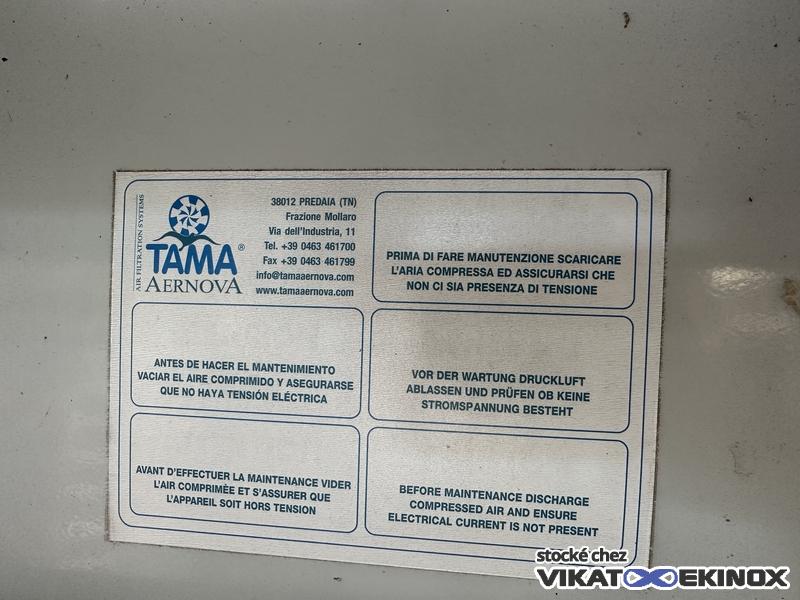 AIR FILTRATION SYSTEMS
TAMA®
AERNOVA
38012 PREDAIA (TN)
Frazione Mollaro
Via dell'Industria, 11
Tel. +39 0463 461700
Fax +39 0463 461799
info@tamaaernova.com
www.tamaaernova.com
PRIMA DI FARE MANUTENZIONE SCARICARE
L'ARIA COMPRESSA ED ASSICURARSI CHE
NON CI SIA PRESENZA DI TENSIONE
ANTES DE HACER EL MANTENIMIENTO
VACIAR EL AIRE COMPRIMIDO Y ASEGURARSE
QUE NO HAYA TENSIÓN ELÉCTRICA
VOR DER WARTUNG DRUCKLUFT
ABLASSEN UND PRÜFEN OB KEINE
STROMSPANNUNG BESTEHT
AVANT D'EFFECTUER LA MAINTENANCE VIDER
L'AIR COMPRIMÈE ET S'ASSURER QUE
L'APPAREIL SOIT HORS TENSION
BEFORE MAINTENANCE DISCHARGE
COMPRESSED AIR AND ENSURE
ELECTRICAL CURRENT IS NOT PRESENT
stocké chez
VIKAT EKINOX